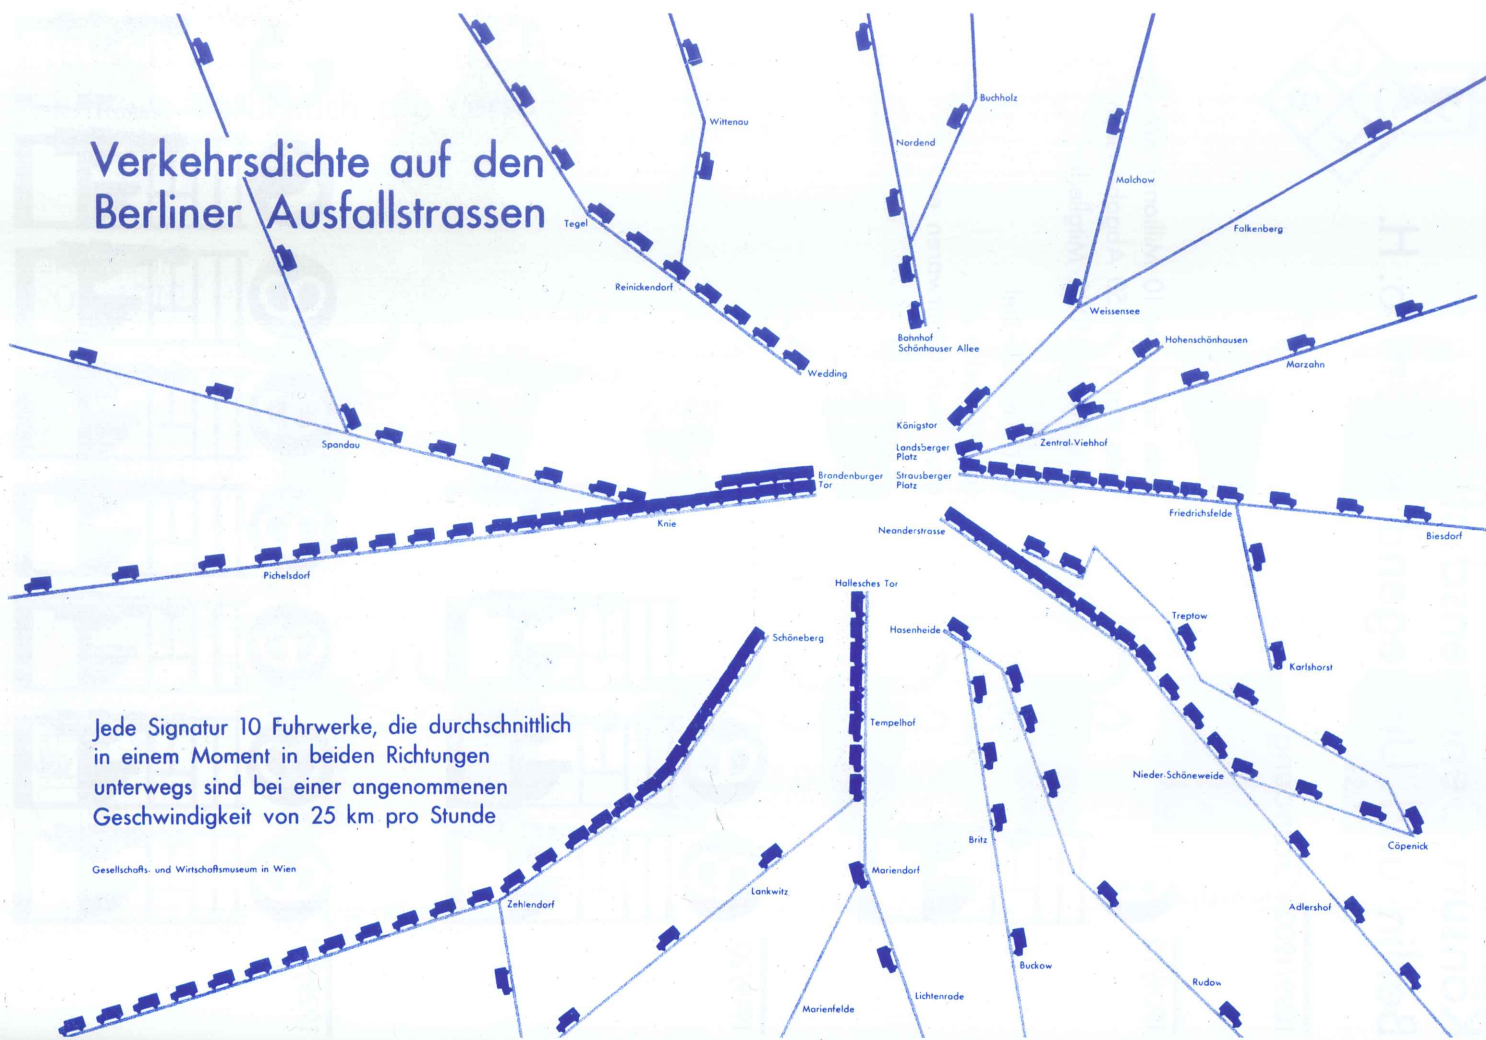 Verkehrsdichte auf den
Berliner Ausfallstrassen
Wittenau
Buchholz
Nordend
Malchow
Tegel
Falkenberg
Reinickendorf
Weissensee
Bahnhof
Schönhauser Allee
Hohenschönhausen
Marzahn
Wedding
Königstor
Spandau
Landsberger
Platz
Zentral-Viehhof
Brandenburger
Tor
Strausberger
Platz
Knie
Friedrichsfelde
Neanderstrasse
Biesdorf
Pichelsdorf
Hallesches Tor
Treptow
Schöneberg
Hasenheide
Karlshorst
Jede Signatur 10 Fuhrwerke, die durchschnittlich
in einem Moment in beiden Richtungen
unterwegs sind bei einer angenommenen
Geschwindigkeit von 25 km pro Stunde
Tempelhof
Nieder-Schöneweide
Britz
Cöpenick
Gesellschafts- und Wirtschaftsmuseum in Wien
Mariendorf
Lankwitz
Zehlendorf
Adlershof
Buckow
Rudow
Lichtenrade
Marienfelde